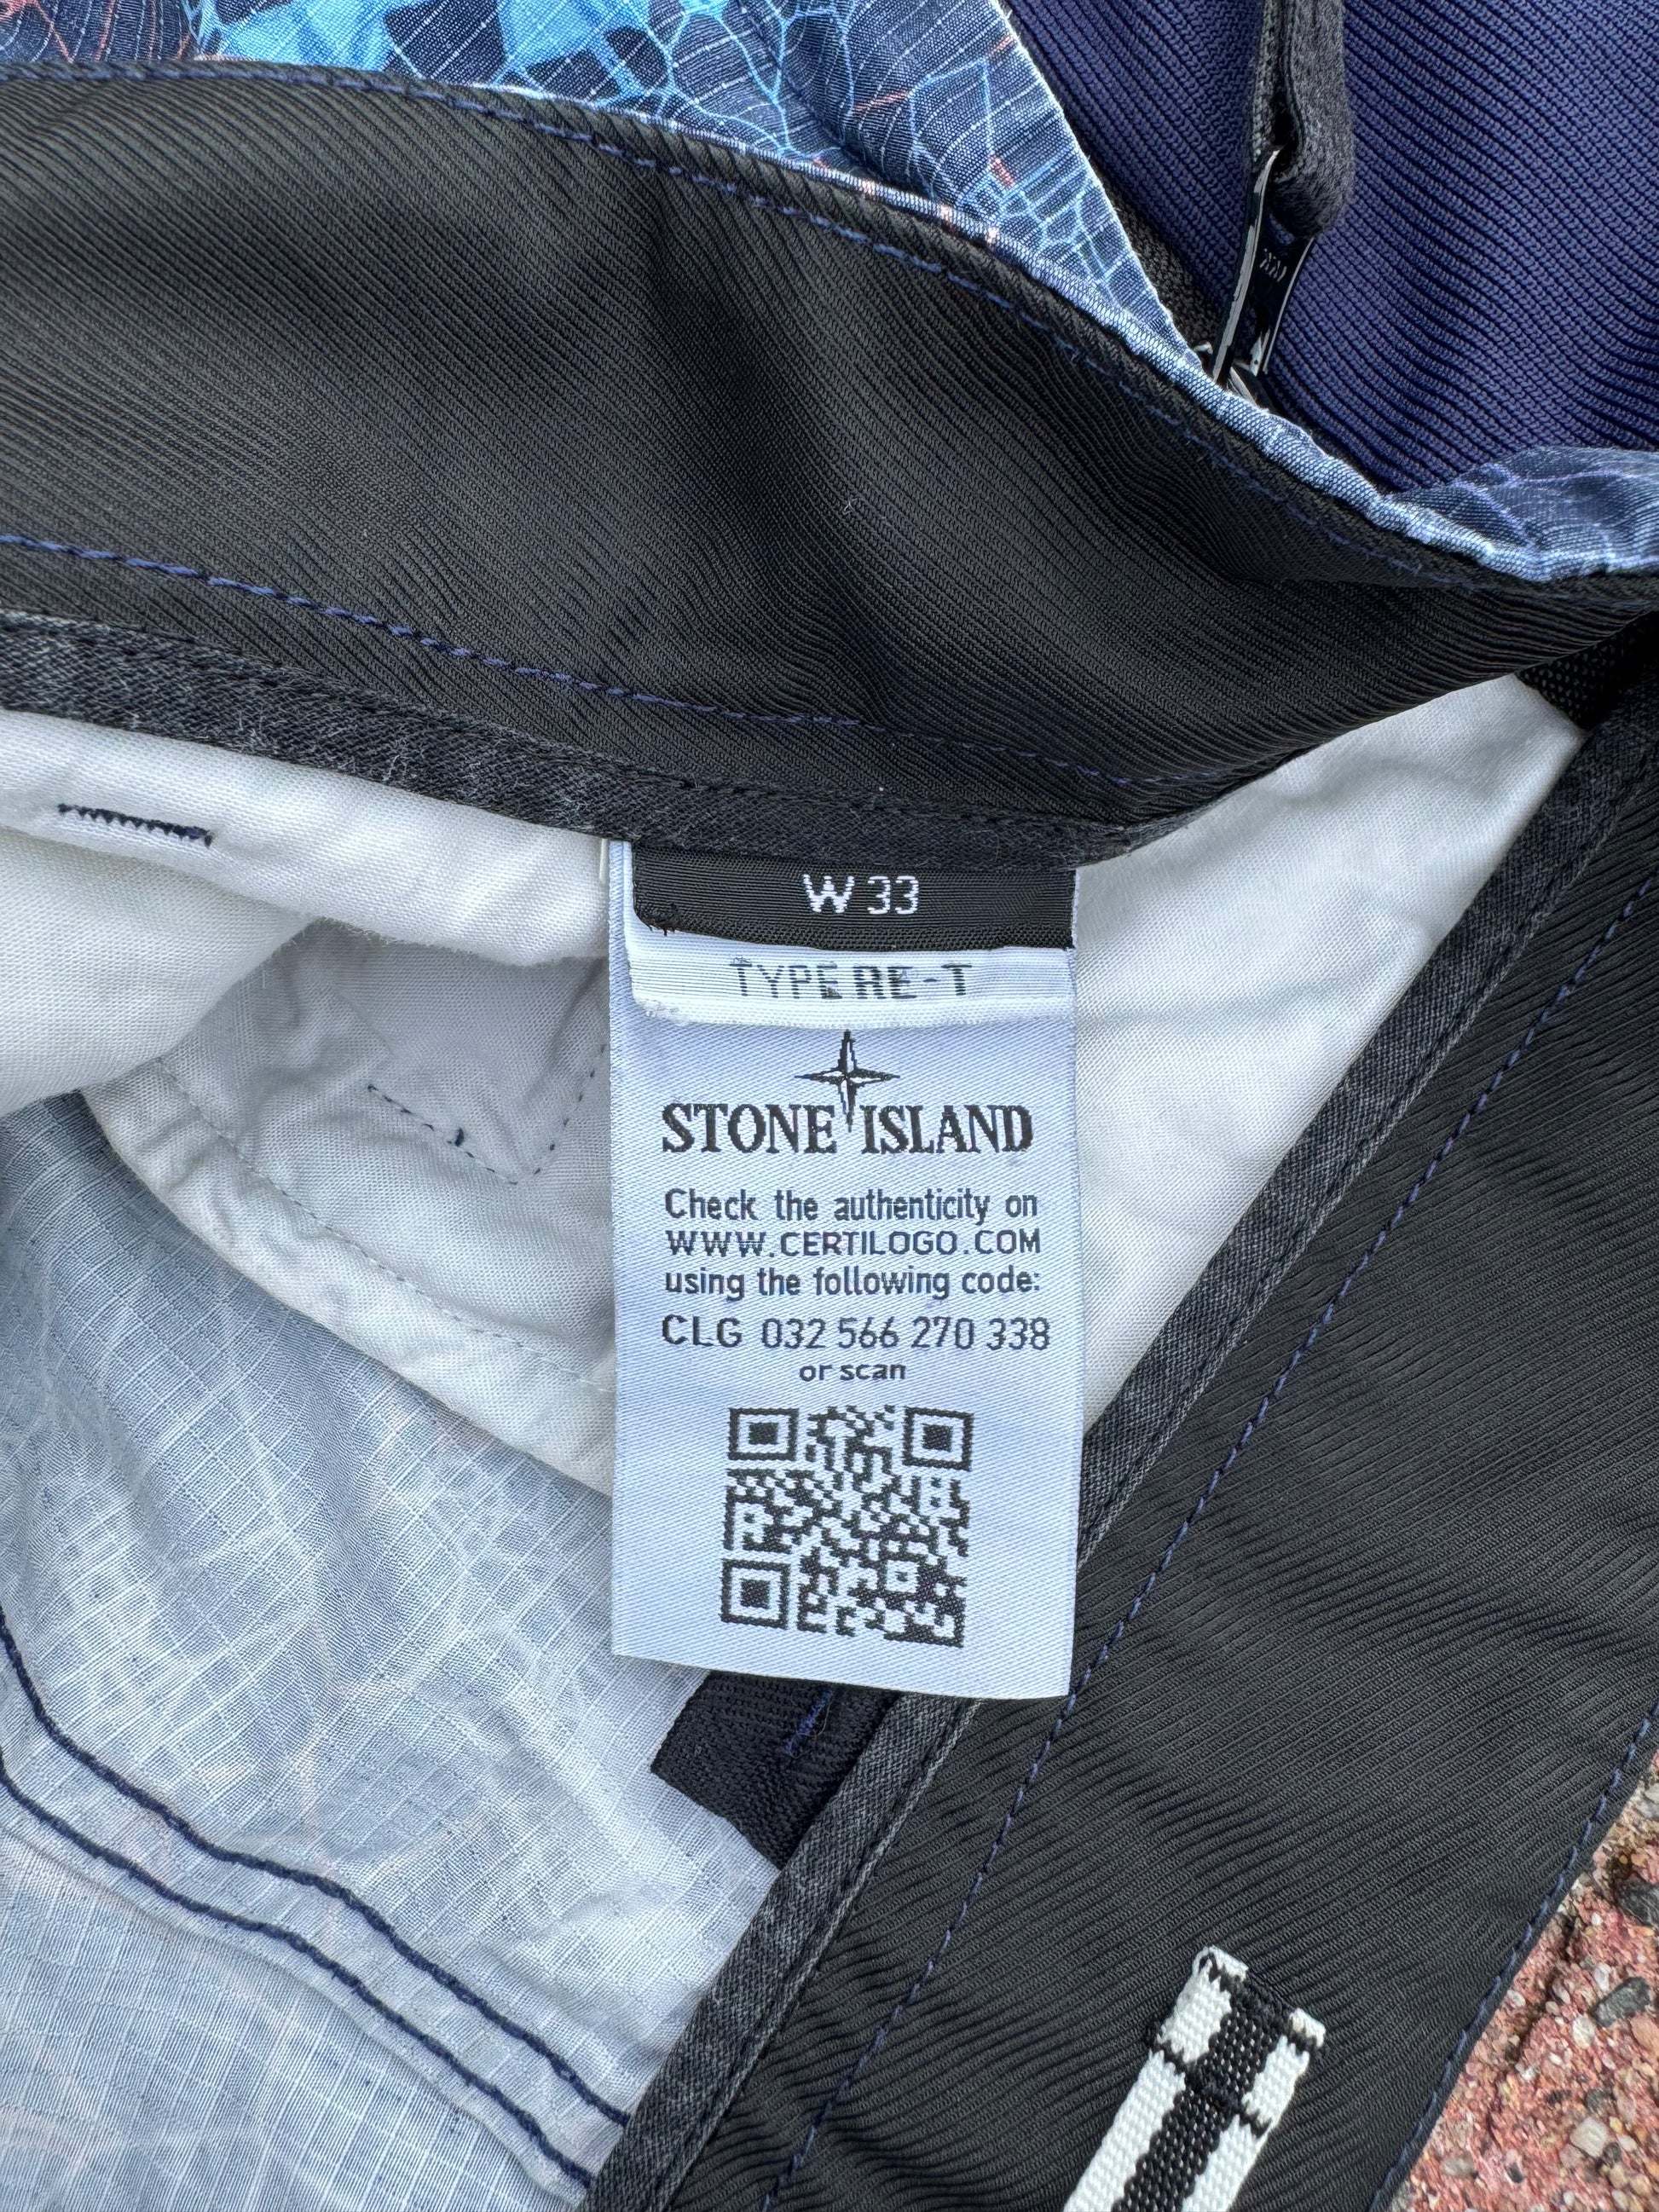 W 33
TYPE RE-T
STONE ISLAND
Check the authenticity on
WWW.CERTILOGO.COM
using the following code:
CLG 032 566 270 338
or scan